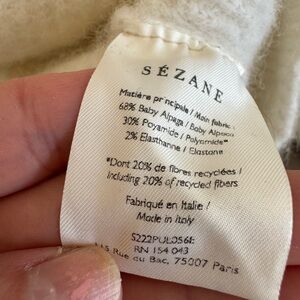 SÉZANE
Matière principale / Main fabric :
68% Baby Alpaga / Baby Alpaca
30% Poyamide / Polyamide*
2% Elasthanne / Elastane
*Dont 20% de fibres recyclées /
Including 20% of recycled fibers
Fabriqué en Italie /
Made in Italy
RN 154 043
Rue du Bac, 75007 Paris